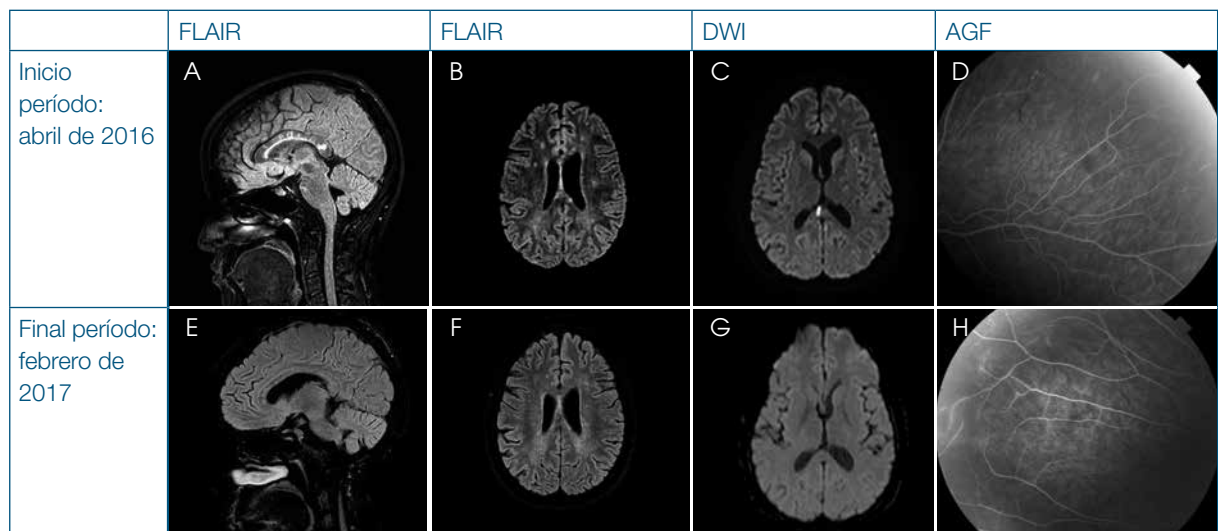 FLAIR FLAIR DWI AGF
Inicio
período:
abril de 2016
A B C D
Final período:
febrero de
2017
E F G H